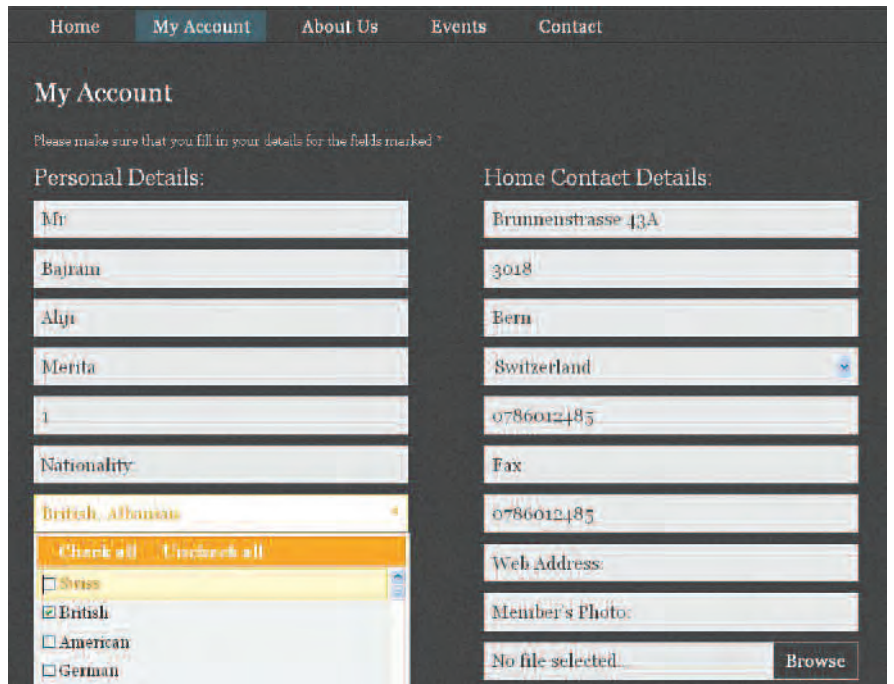 Home My Account About Us Events Contact
My Account
Please make sure that you fill in your details for the fields marked *
Personal Details:
Mr
Bajram
Aliji
Merita
1
Nationality
British, Albanian
Check all Uncheck all
Swiss
British
American
German
Home Contact Details:
Brunnenstrasse 43A
3018
Bern
Switzerland
0786012485
Fax
0786012485
Web Address:
Member's Photo:
No file selected...
Browse